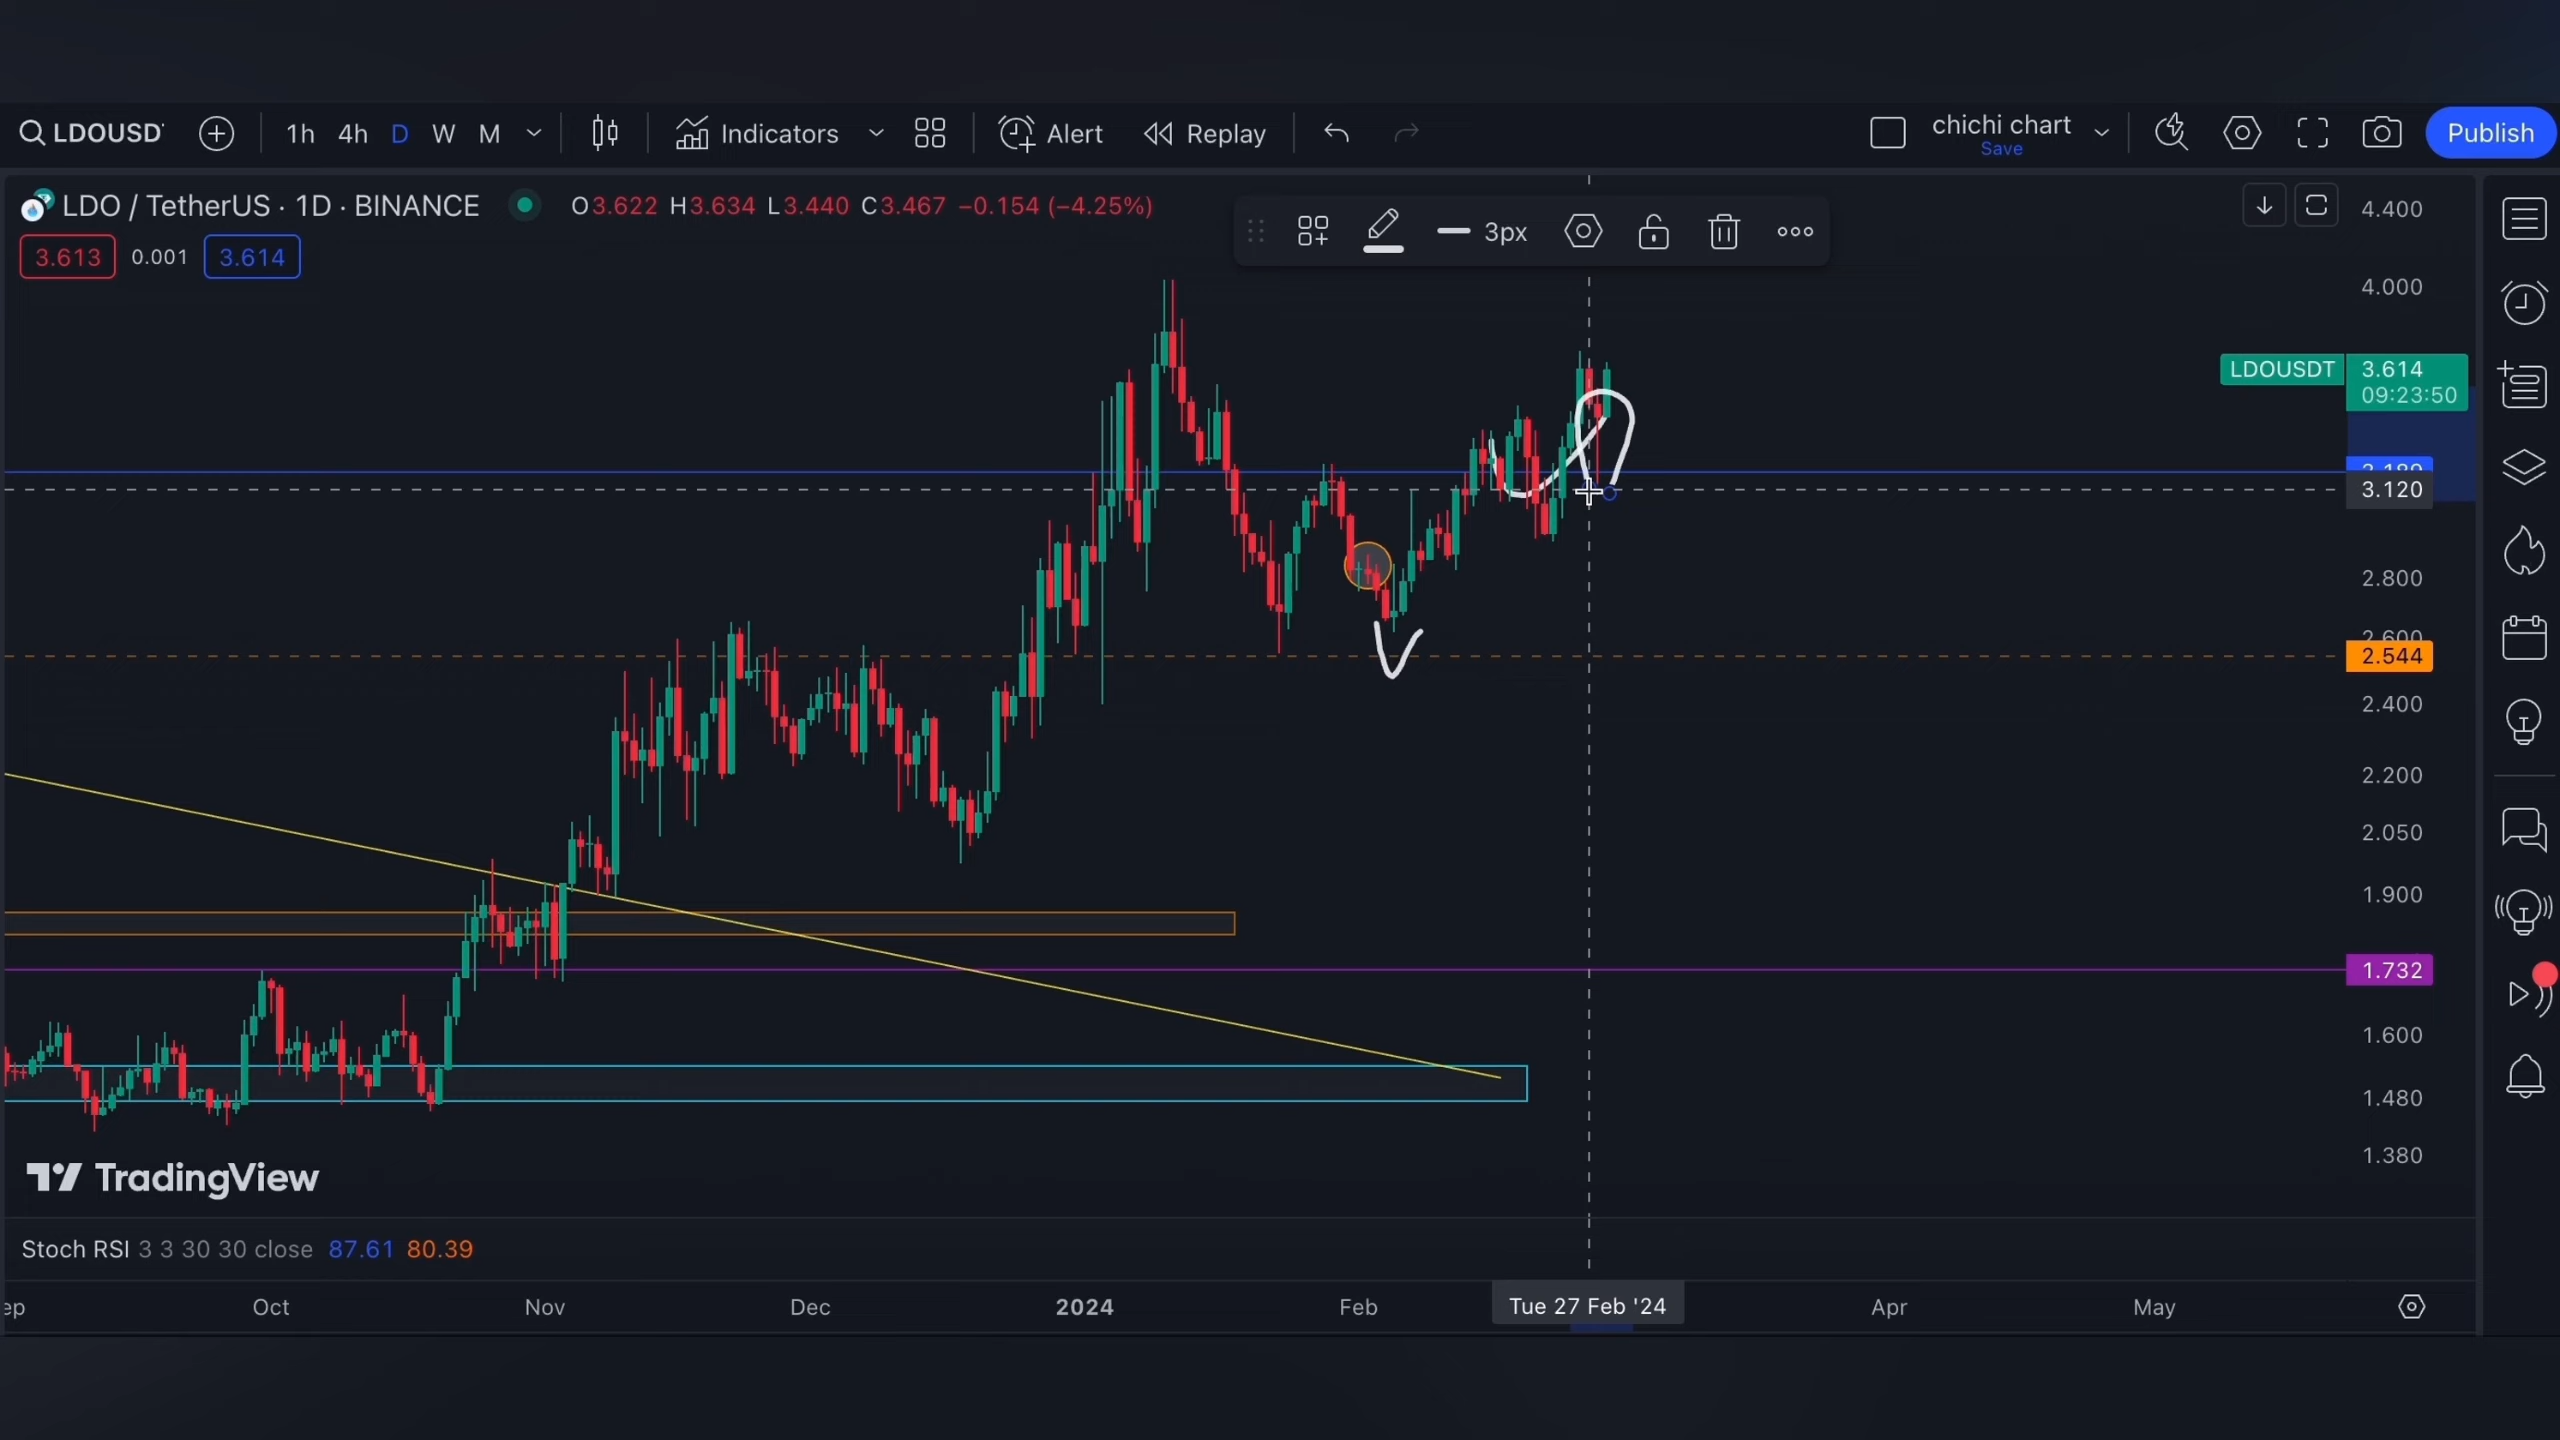 LDOUSD
1h 4h D W M Indicators Alert Replay chichi chart Save Publish
LDO / TetherUS · 1D · BINANCE O3.622 H3.634 L3.440 C3.467 −0.154 (−4.25%)
3.613 0.001 3.614
3px
4.400
4.000
LDOUSDT 3.614
09:23:50
3.120
2.800
2.600
2.544
2.400
2.200
2.050
1.900
1.732
1.600
1.480
1.380
TradingView
Stoch RSI 3 3 30 30 close 87.61 80.39
ep Oct Nov Dec 2024 Feb Tue 27 Feb '24 Apr May